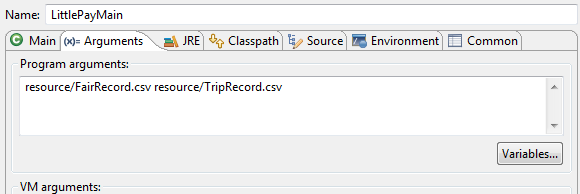 Name: LittlePayMain
Main (x)= Arguments JRE Classpath Source Environment Common
Program arguments:
resource/FairRecord.csv resource/TripRecord.csv
Variables...
VM arguments: